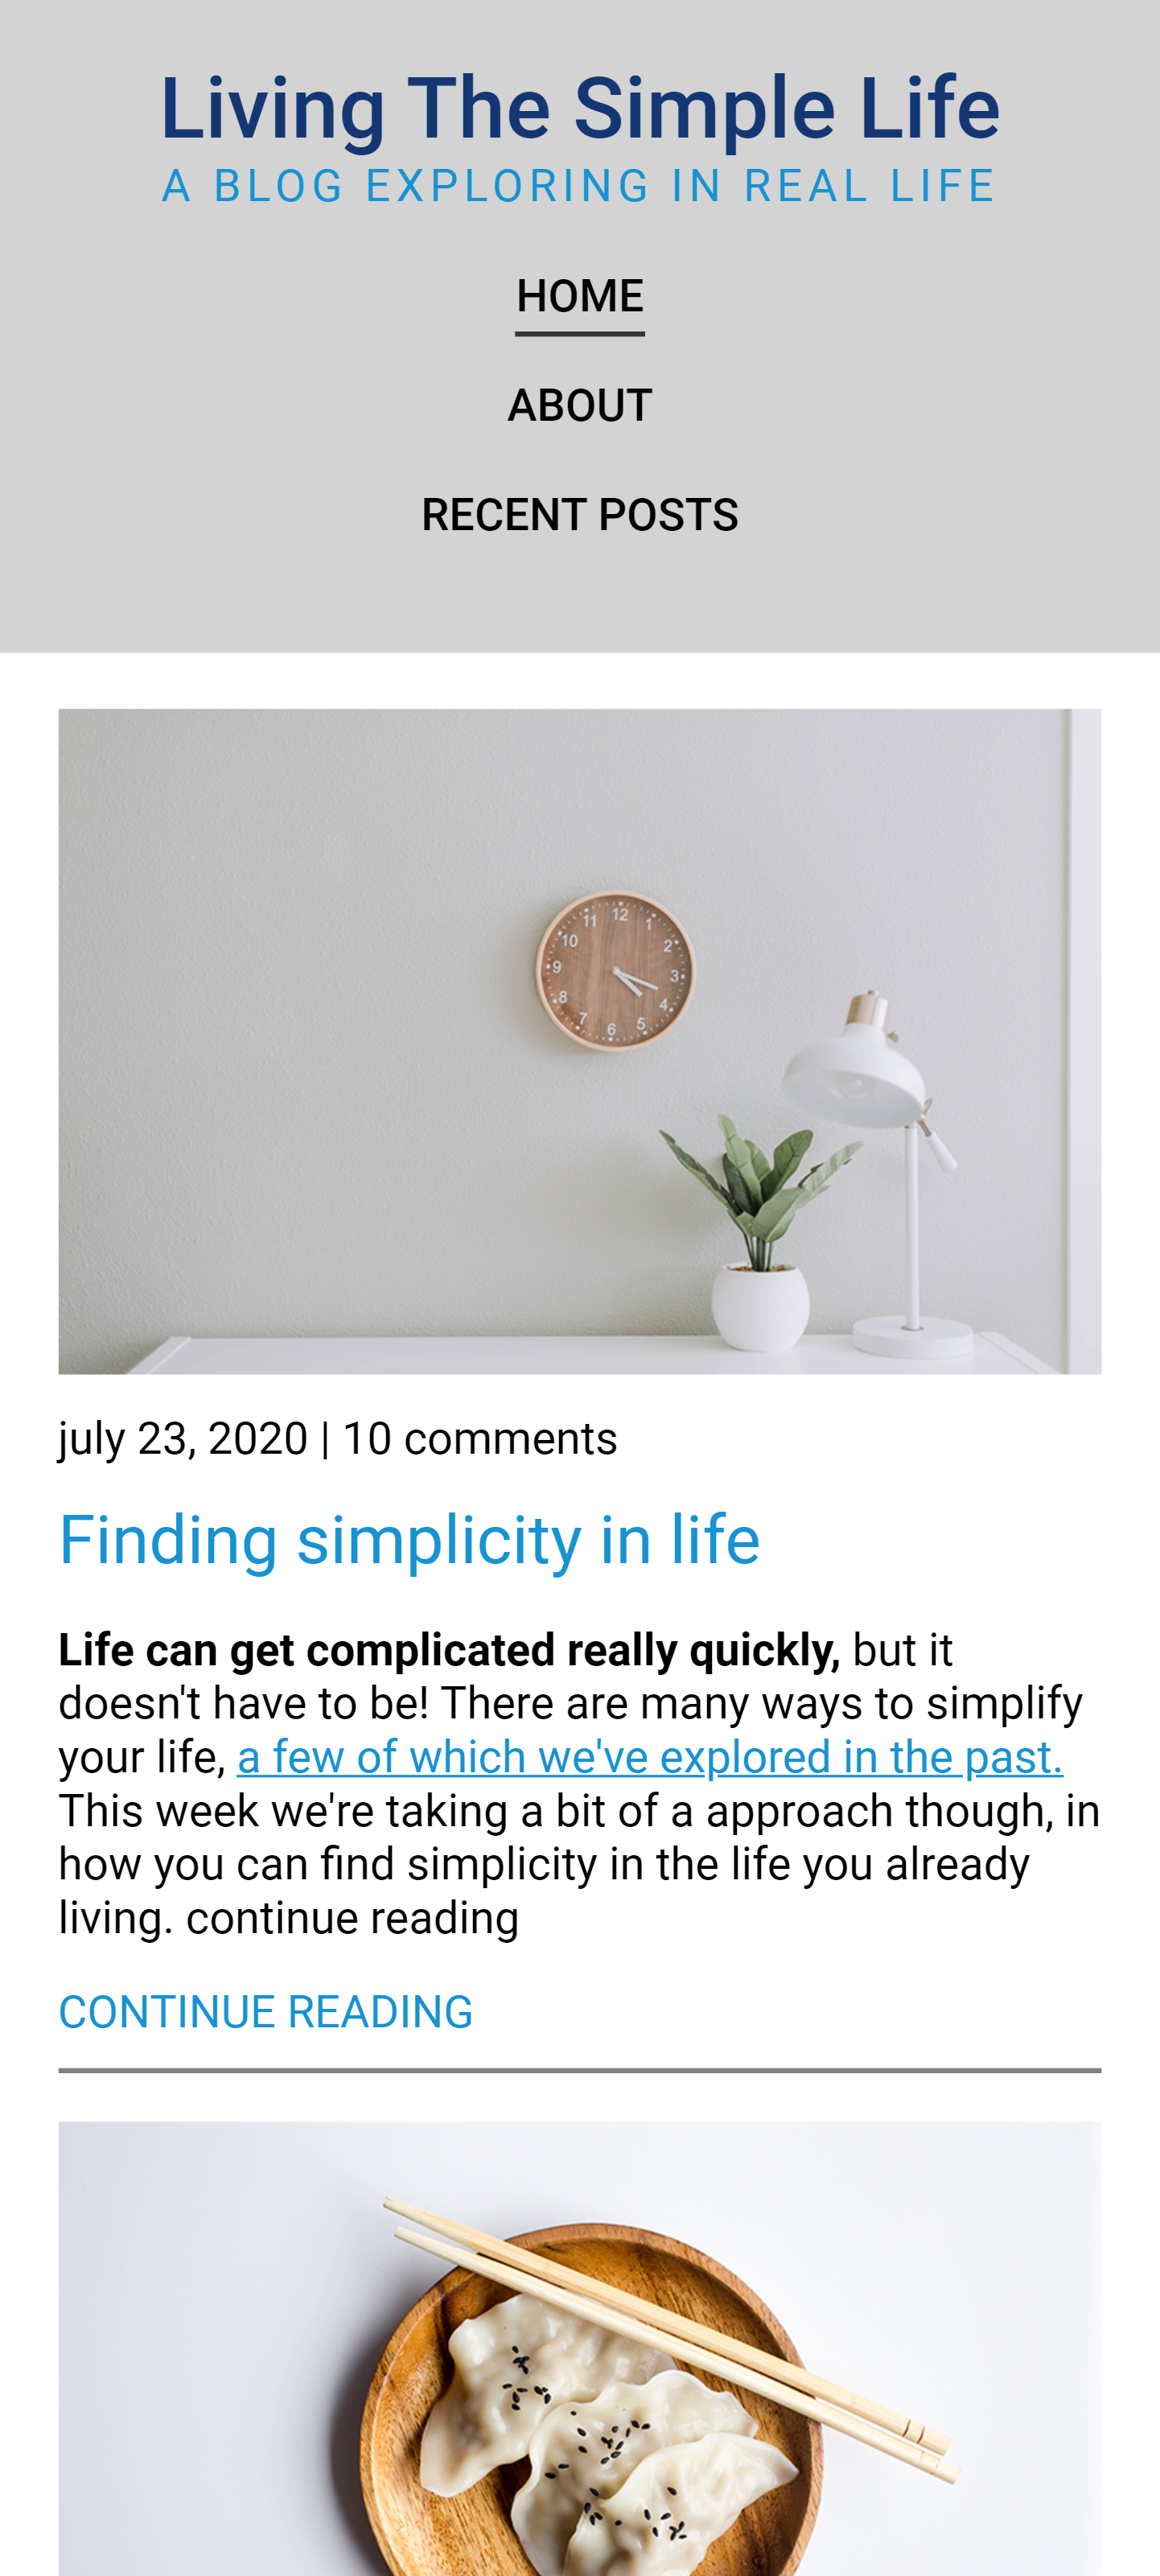 Living The Simple Life
A BLOG EXPLORING IN REAL LIFE
HOME
ABOUT
RECENT POSTS
12
11 1
10 2
9 3
8 4
7 5
6
july 23, 2020 | 10 comments
Finding simplicity in life
Life can get complicated really quickly, but it
doesn't have to be! There are many ways to simplify
your life, a few of which we've explored in the past.
This week we're taking a bit of a approach though, in
how you can find simplicity in the life you already
living. continue reading
CONTINUE READING